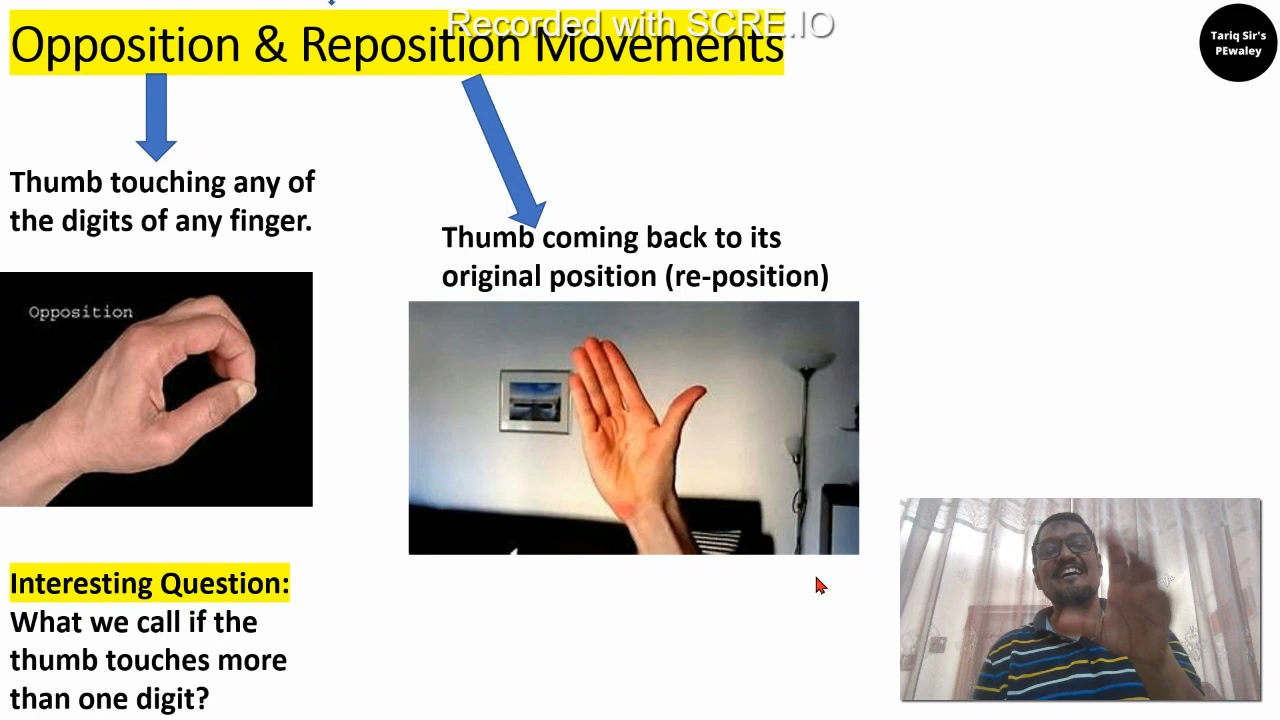 Recorded with SCRE.IO
Opposition & Reposition Movements
Tariq Sir's
PEwaley
Thumb touching any of
the digits of any finger.
Thumb coming back to its
original position (re-position)
Opposition
Interesting Question:
What we call if the
thumb touches more
than one digit?